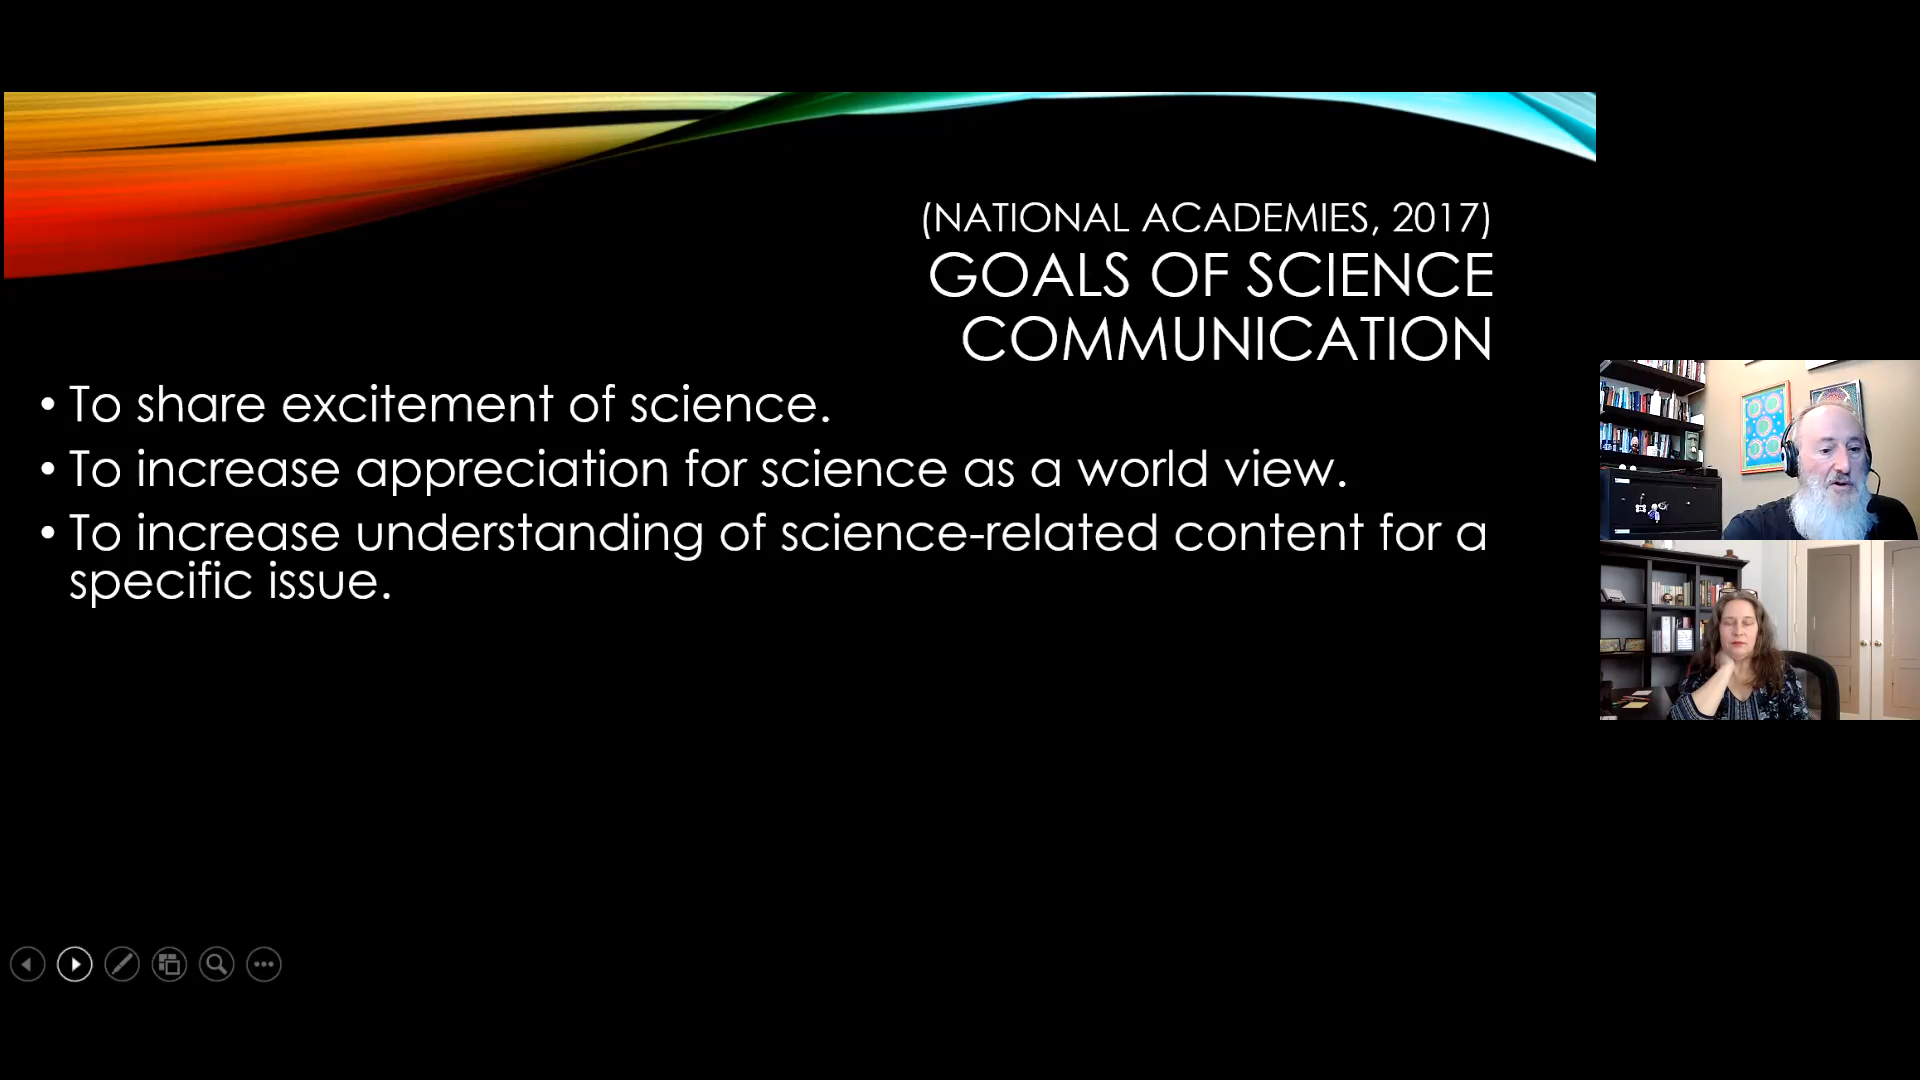 (NATIONAL ACADEMIES, 2017)
GOALS OF SCIENCE
COMMUNICATION
• To share excitement of science.
• To increase appreciation for science as a world view.
• To increase understanding of science-related content for a
specific issue.